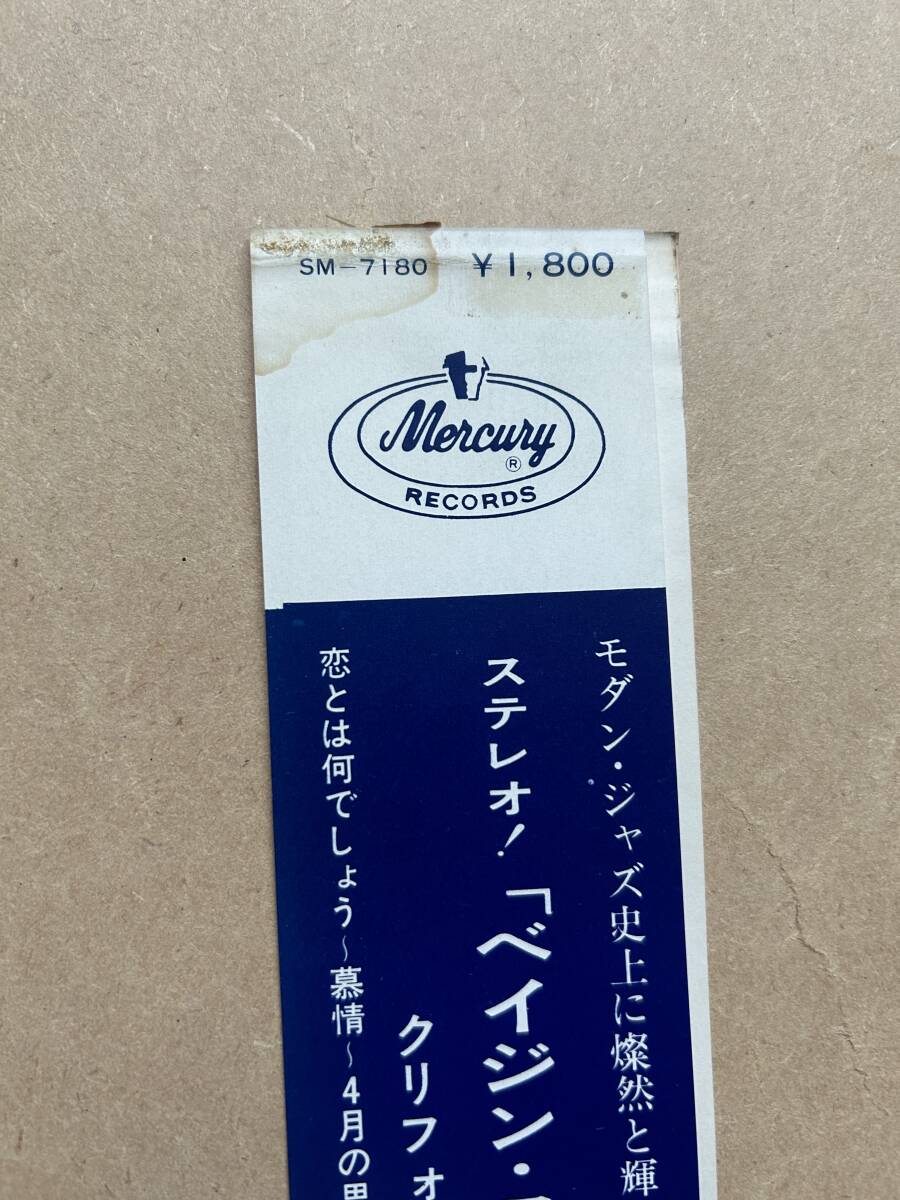 SM-7180 ¥1,800
Mercury
®
RECORDS
モダン・ジャズ史上に燦然と輝
ステレオ!「ベイジン・
クリフォ
恋とは何でしょう~慕情~4月の